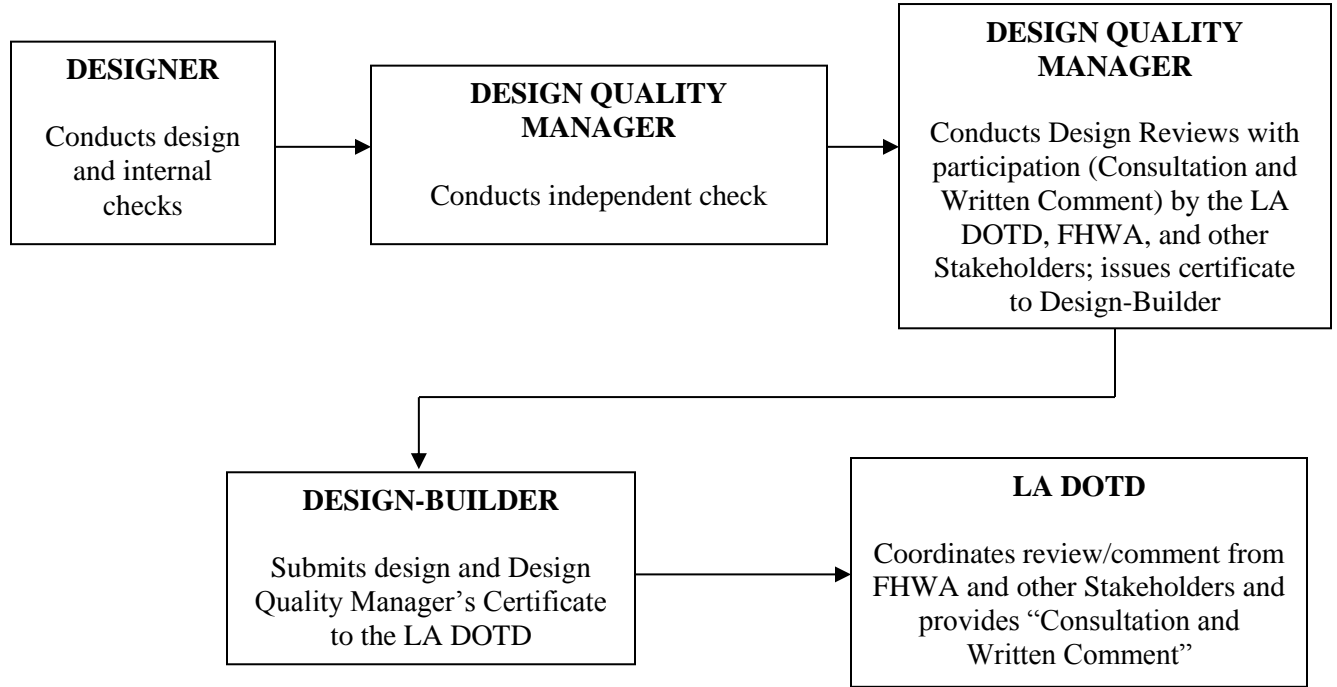 DESIGNER
Conducts design
and internal
checks
DESIGN QUALITY
MANAGER
Conducts independent check
DESIGN QUALITY
MANAGER
Conducts Design Reviews with
participation (Consultation and
Written Comment) by the LA
DOTD, FHWA, and other
Stakeholders; issues certificate
to Design-Builder
DESIGN-BUILDER
Submits design and Design
Quality Manager’s Certificate
to the LA DOTD
LA DOTD
Coordinates review/comment from
FHWA and other Stakeholders and
provides “Consultation and
Written Comment”